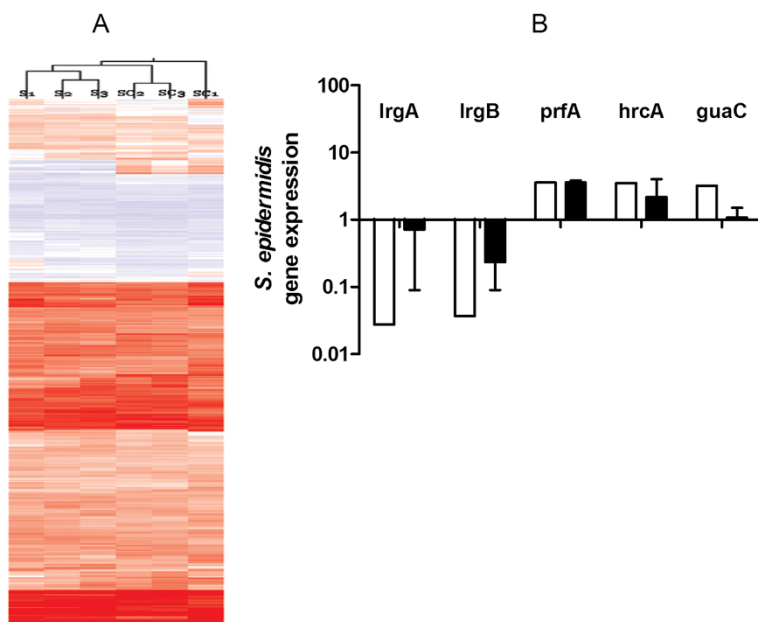 A
S1 S2 S3 SC2 SC3 SC1
B
S. epidermidis
gene expression
100
10
1
0.1
0.01
lrgA lrgB prfA hrcA guaC